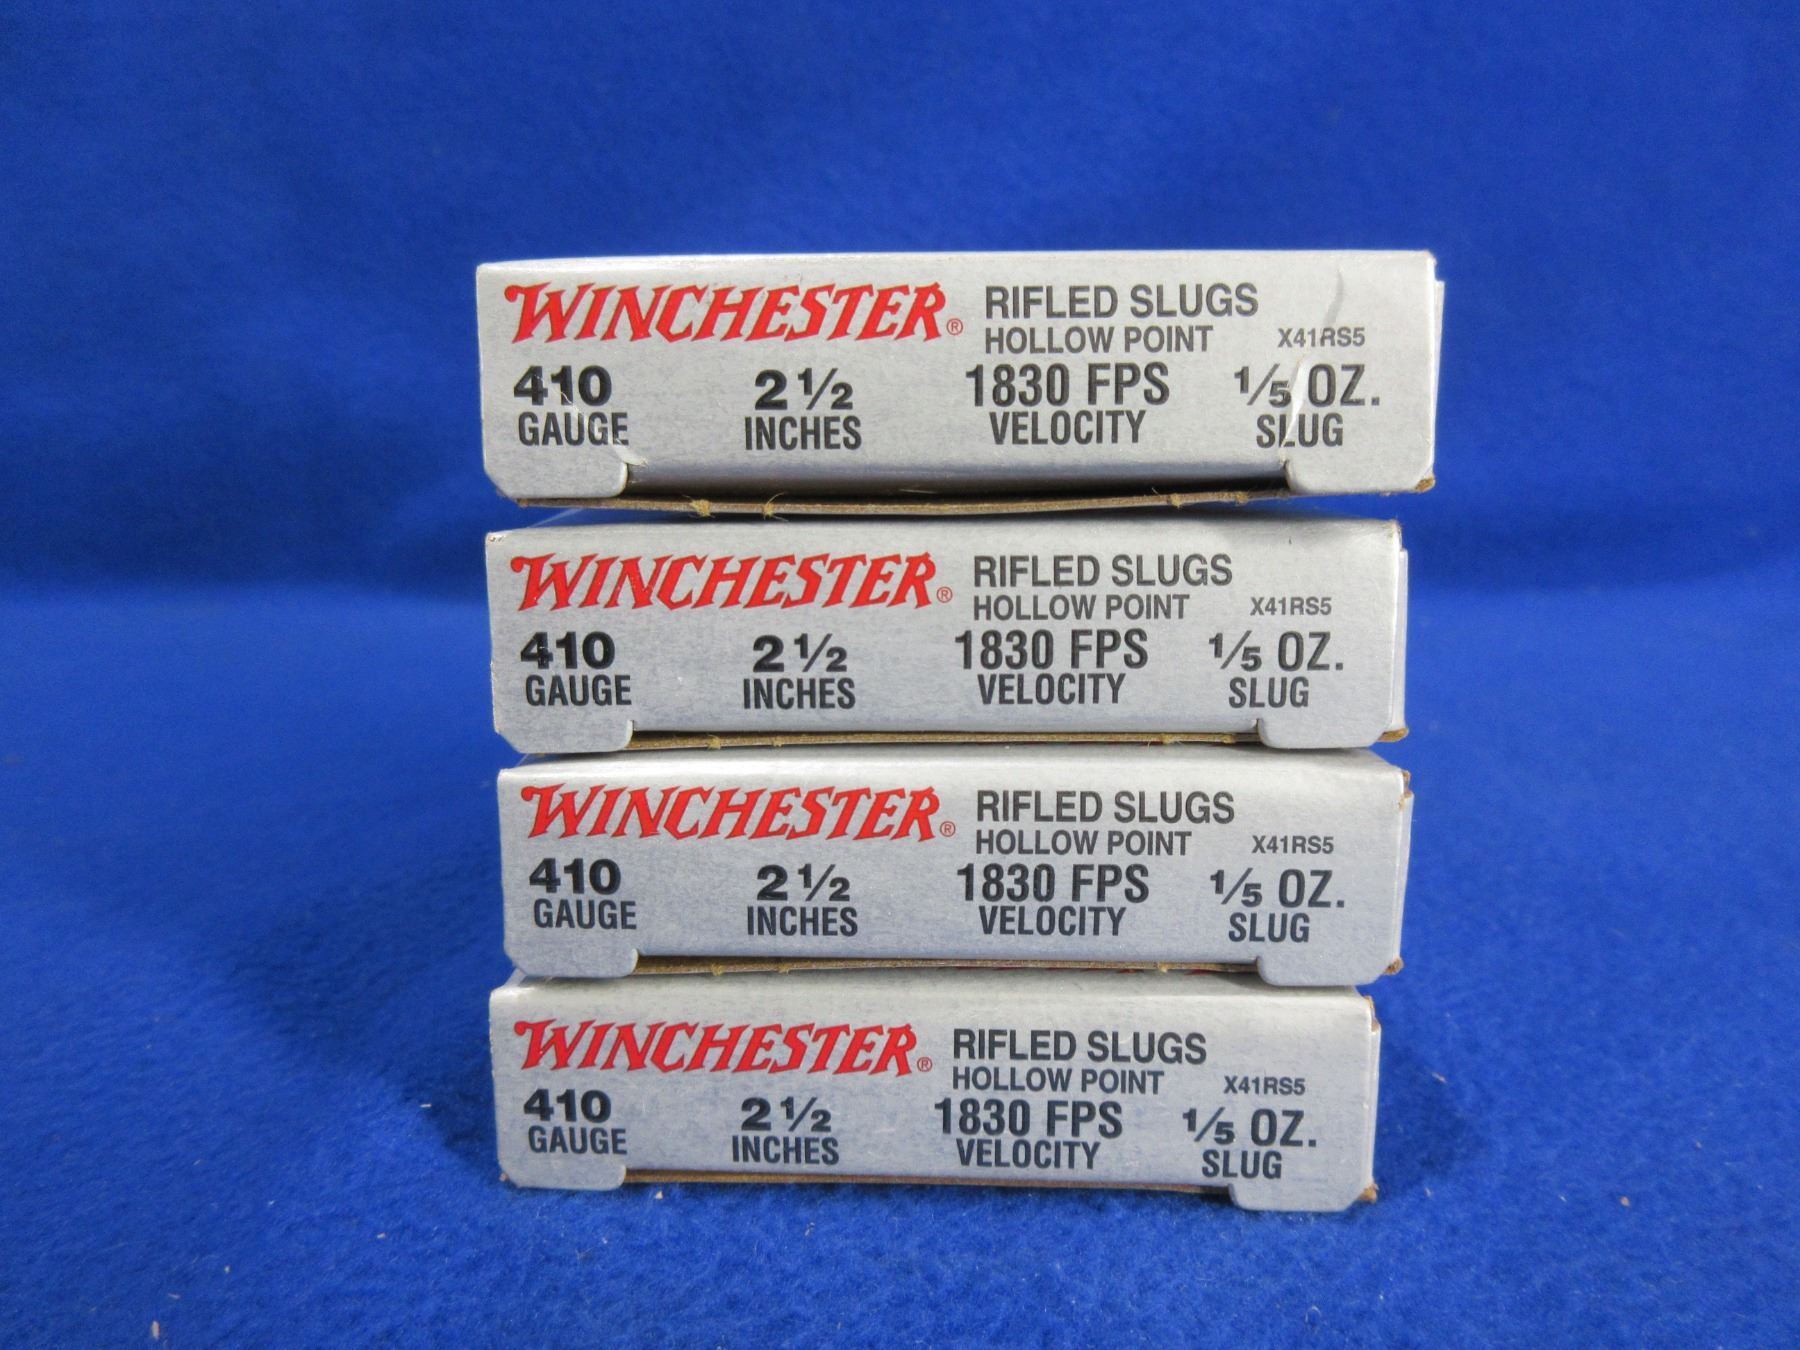 WINCHESTER® RIFLED SLUGS
HOLLOW POINT X41RS5
410 2 1/2 1830 FPS 1/5 OZ.
GAUGE INCHES VELOCITY SLUG
WINCHESTER® RIFLED SLUGS
HOLLOW POINT X41RS5
410 2 1/2 1830 FPS 1/5 OZ.
GAUGE INCHES VELOCITY SLUG
WINCHESTER® RIFLED SLUGS
HOLLOW POINT X41RS5
410 2 1/2 1830 FPS 1/5 OZ.
GAUGE INCHES VELOCITY SLUG
WINCHESTER® RIFLED SLUGS
HOLLOW POINT X41RS5
410 2 1/2 1830 FPS 1/5 OZ.
GAUGE INCHES VELOCITY SLUG